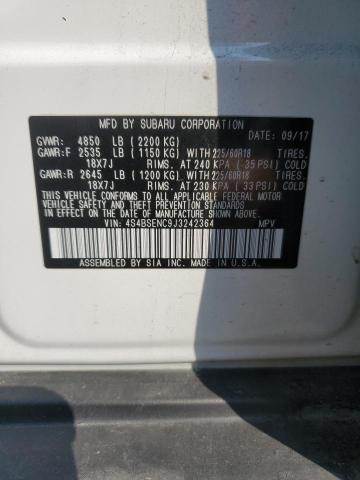 MFD BY SUBARU CORPORATION
DATE 09/17
GVWR: 4850 LB ( 2200 KG)
GAWR:F 2535 LB ( 1150 KG) WITH 225/60R18 TIRES.
18X7J RIMS. AT 240 KPA ( 35 PSI) COLD
GAWR:R 2645 LB ( 1200 KG) WITH 225/60R18 TIRES.
18X7J RIMS. AT 230 KPA ( 33 PSI) COLD
THIS VEHICLE CONFORMS TO ALL APPLICABLE FEDERAL MOTOR
VEHICLE SAFETY STANDARDS IN EFFECT ON THE DATE OF
MANUFACTURE SHOWN ABOVE.
VIN: 4S4BSENC9J3242364 MPV
ASSEMBLED BY SIA INC. MADE IN U.S.A.